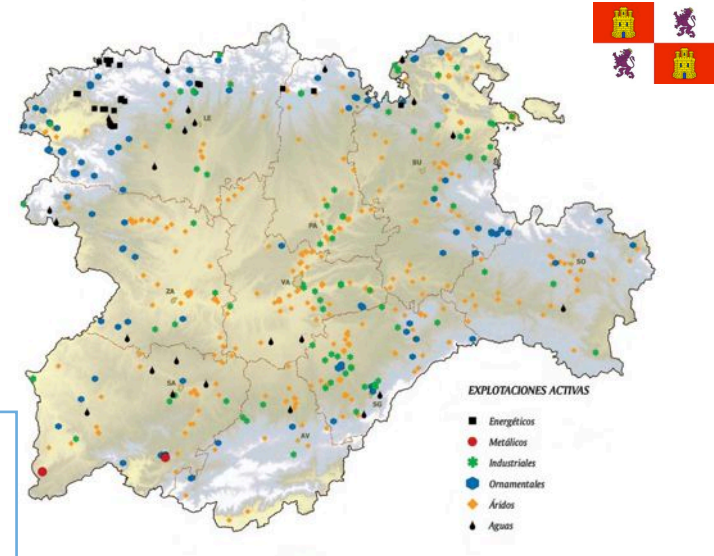 LE
BU
PA
VA
ZA
SO
SA
SG
AV
EXPLOTACIONES ACTIVAS
Energéticos
Metálicos
Industriales
Ornamentales
Áridos
Aguas